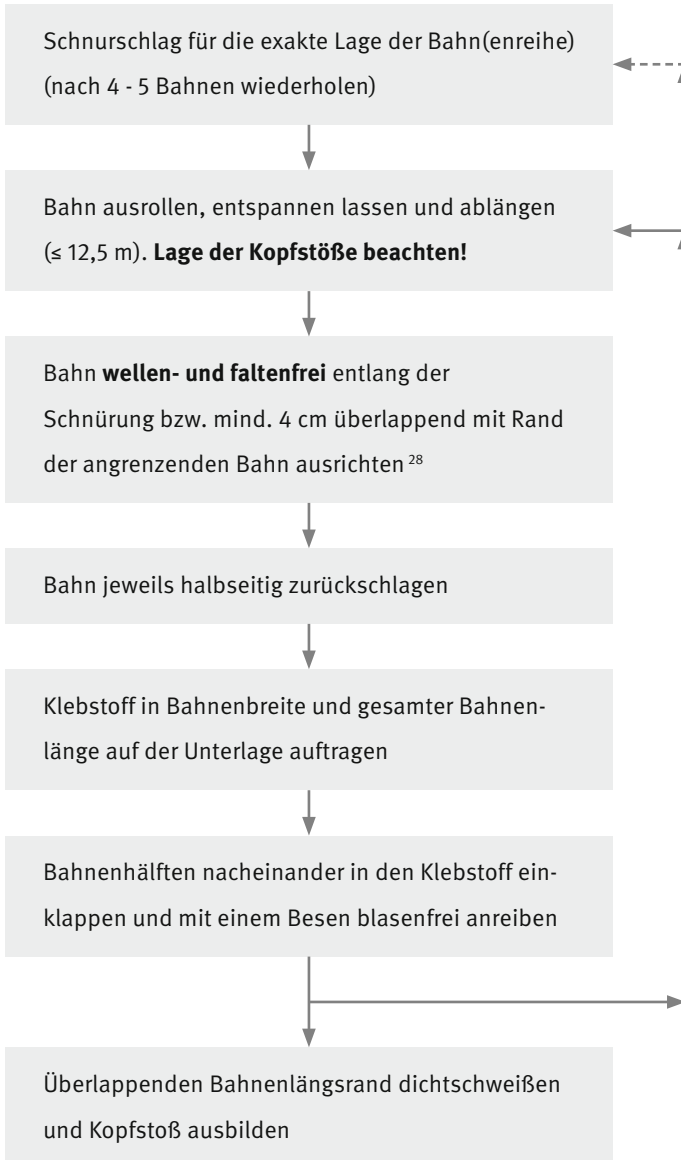 Schnurschlag für die exakte Lage der Bahn(enreihe)
(nach 4 - 5 Bahnen wiederholen)
Bahn ausrollen, entspannen lassen und ablängen
(≤ 12,5 m). Lage der Kopfstöße beachten!
Bahn wellen- und faltenfrei entlang der
Schnürung bzw. mind. 4 cm überlappend mit Rand
der angrenzenden Bahn ausrichten 28
Bahn jeweils halbseitig zurückschlagen
Klebstoff in Bahnenbreite und gesamter Bahnen-
länge auf der Unterlage auftragen
Bahnenhälften nacheinander in den Klebstoff ein-
klappen und mit einem Besen blasenfrei anreiben
Überlappenden Bahnenlängsrand dichtschweißen
und Kopfstoß ausbilden